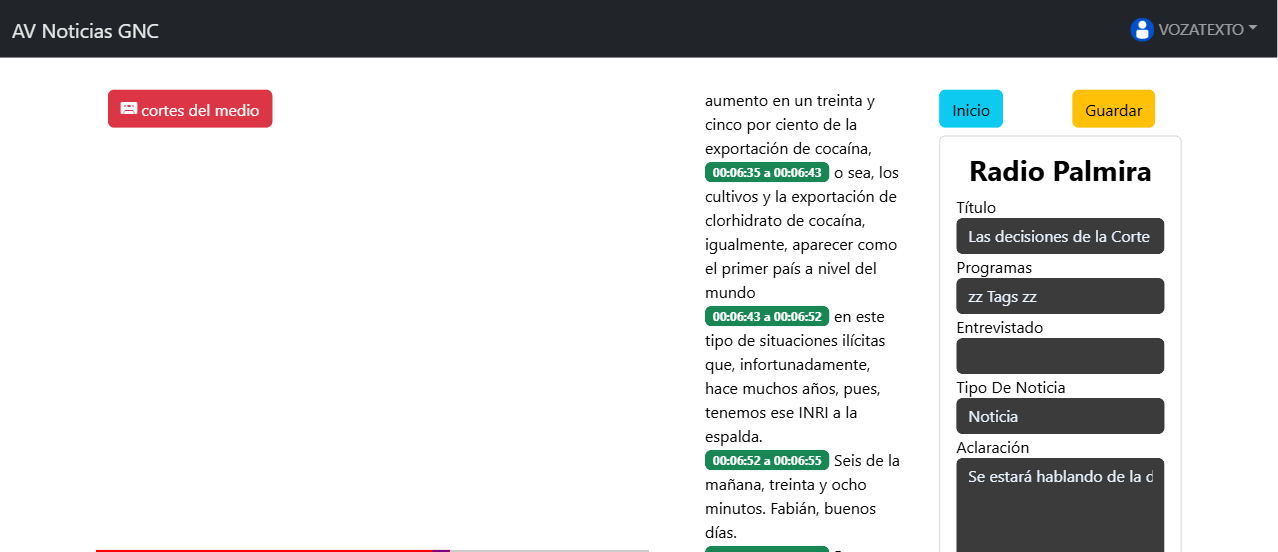 AV Noticias GNC
VOZATEXTO
cortes del medio
aumento en un treinta y
cinco por ciento de la
exportación de cocaína,
00:06:35 a 00:06:43 o sea, los
cultivos y la exportación de
clorhidrato de cocaína,
igualmente, aparecer como
el primer país a nivel del
mundo
00:06:43 a 00:06:52 en este
tipo de situaciones ilícitas
que, infortunadamente,
hace muchos años, pues,
tenemos ese INRI a la
espalda.
00:06:52 a 00:06:55 Seis de la
mañana, treinta y ocho
minutos. Fabián, buenos
días.
Inicio
Guardar
Radio Palmira
Título
Las decisiones de la Corte
Programas
zz Tags zz
Entrevistado
Tipo De Noticia
Noticia
Aclaración
Se estará hablando de la d